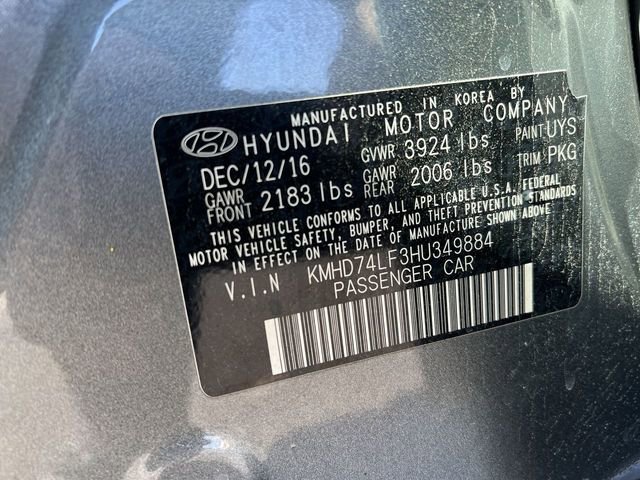 MANUFACTURED IN KOREA BY
HYUNDAI MOTOR COMPANY
DEC/12/16 GVWR 3924 lbs PAINT UYS
GAWR FRONT 2183 lbs GAWR REAR 2006 lbs TRIM PKG
THIS VEHICLE CONFORMS TO ALL APPLICABLE U.S.A. FEDERAL
MOTOR VEHICLE SAFETY, BUMPER, AND THEFT PREVENTION STANDARDS
IN EFFECT ON THE DATE OF MANUFACTURE SHOWN ABOVE
V.I.N KMHD74LF3HU349884
PASSENGER CAR